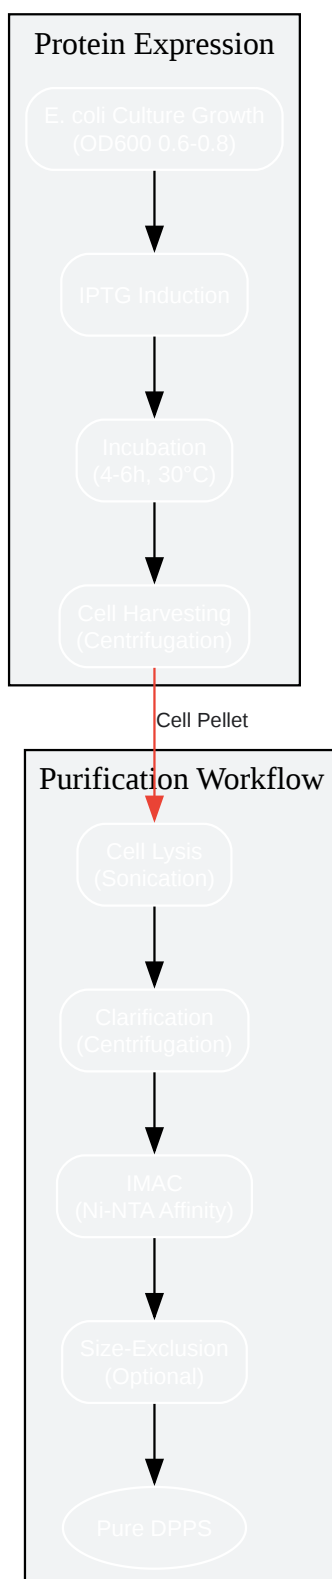 Protein Expression
E. coli Culture Growth
(OD600 0.6-0.8)
IPTG Induction
Incubation
(4-6h, 30°C)
Cell Harvesting
(Centrifugation)
Cell Pellet
Purification Workflow
Cell Lysis
(Sonication)
Clarification
(Centrifugation)
IMAC
(Ni-NTA Affinity)
Size-Exclusion
(Optional)
Pure DPPS